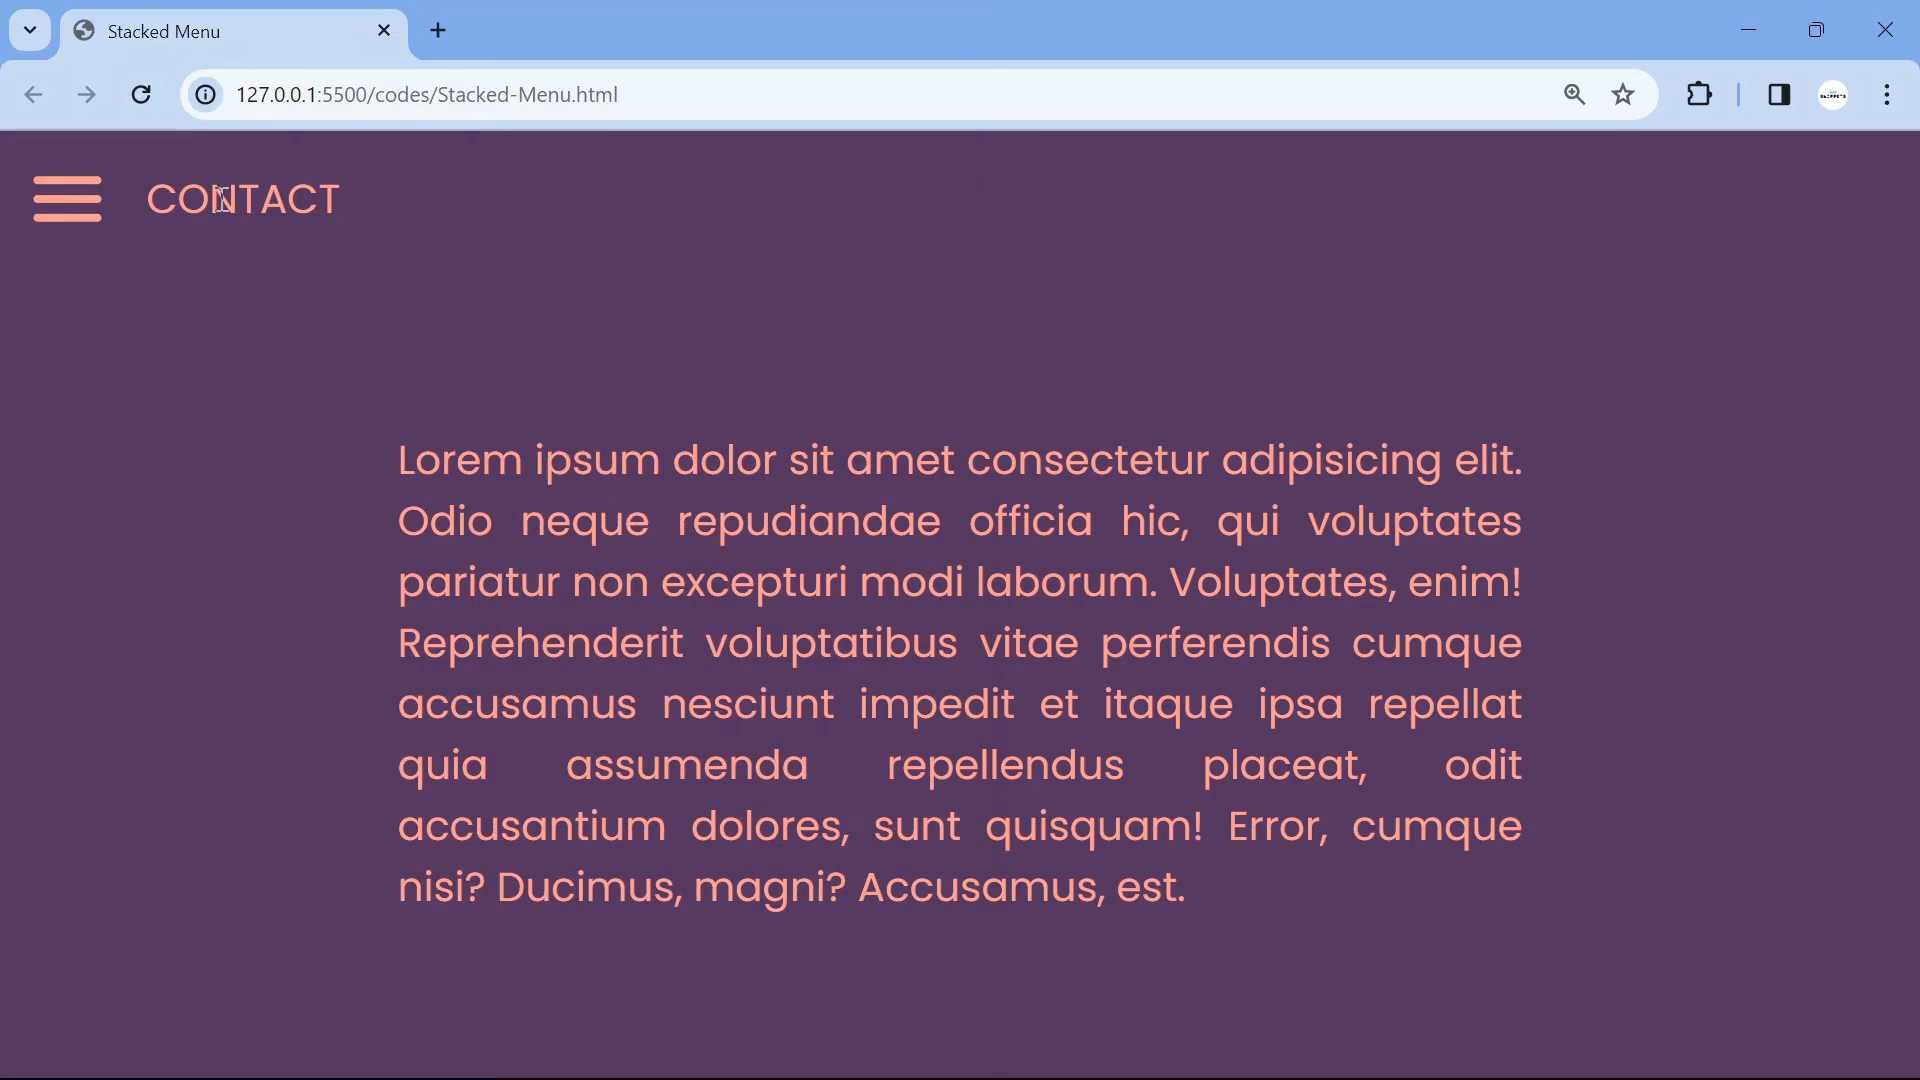 Stacked Menu
127.0.0.1:5500/codes/Stacked-Menu.html
CONTACT
Lorem ipsum dolor sit amet consectetur adipisicing elit.
Odio neque repudiandae officia hic, qui voluptates
pariatur non excepturi modi laborum. Voluptates, enim!
Reprehenderit voluptatibus vitae perferendis cumque
accusamus nesciunt impedit et itaque ipsa repellat
quia assumenda repellendus placeat, odit
accusantium dolores, sunt quisquam! Error, cumque
nisi? Ducimus, magni? Accusamus, est.